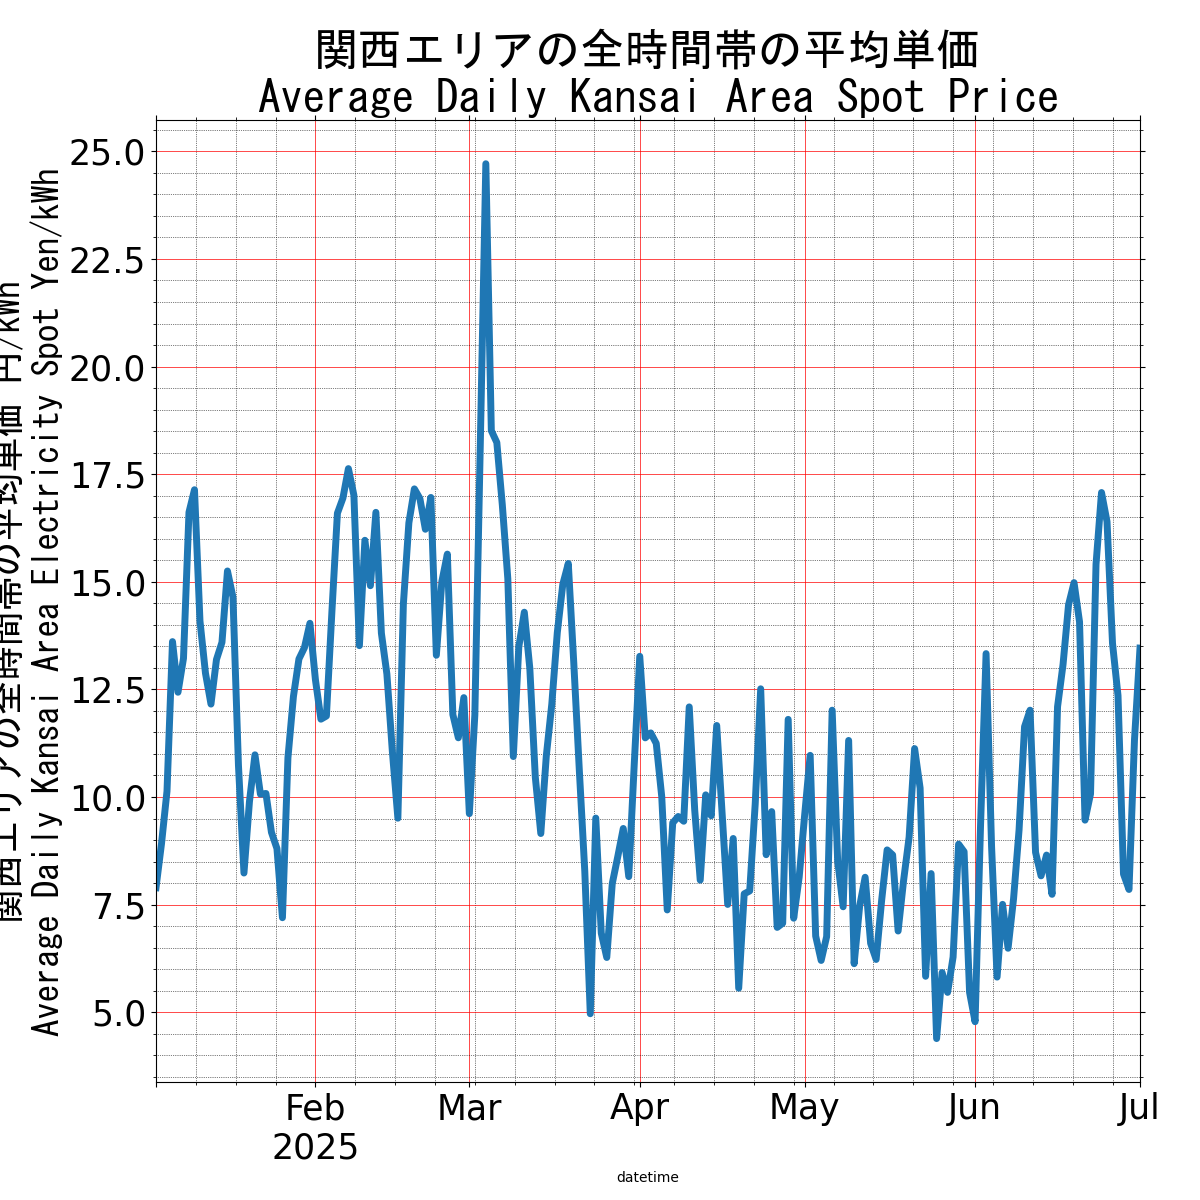 関西エリアの全時間帯の平均単価
Average Daily Kansai Area Spot Price
関西エリアの全時間帯の平均単価 円/kWh
Average Daily Kansai Area Electricity Spot Yen/kWh
25.0
22.5
20.0
17.5
15.0
12.5
10.0
7.5
5.0
Feb
2025
Mar
Apr
May
Jun
Jul
datetime